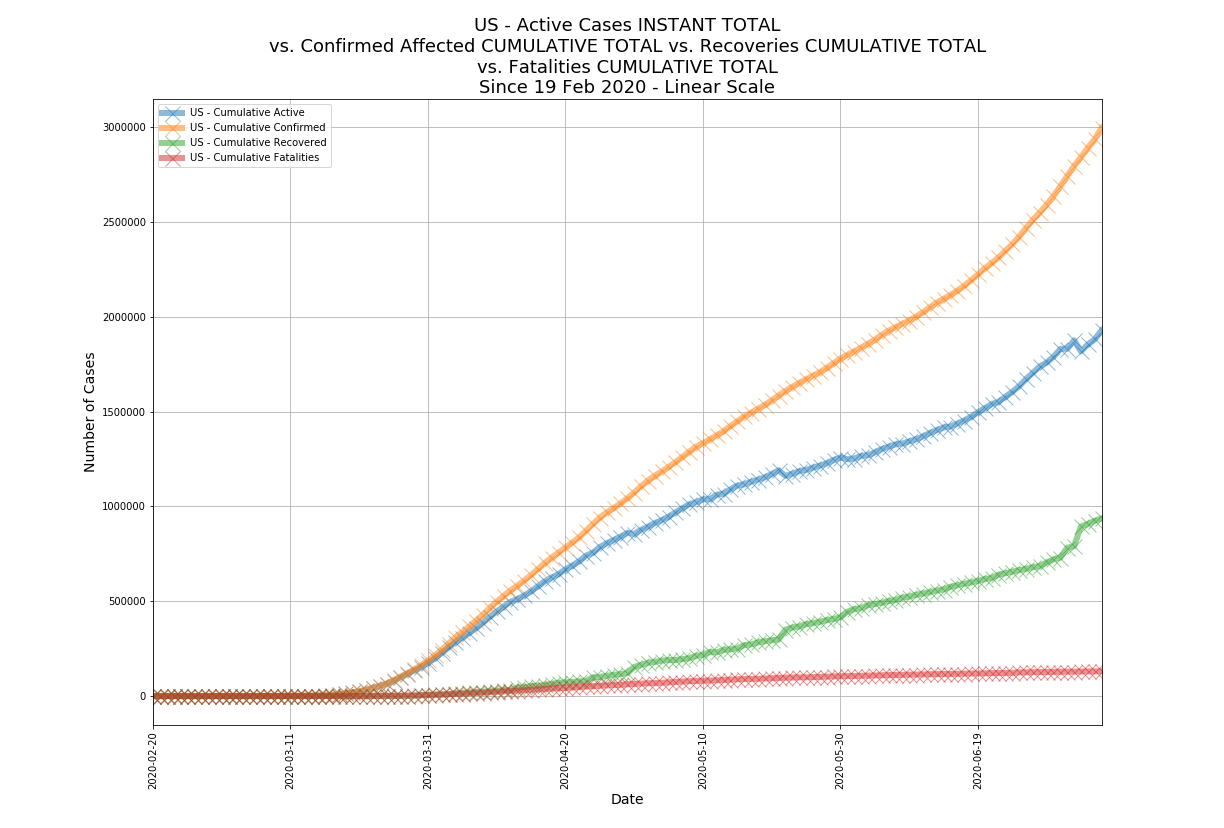 US - Active Cases INSTANT TOTAL
vs. Confirmed Affected CUMULATIVE TOTAL vs. Recoveries CUMULATIVE TOTAL
vs. Fatalities CUMULATIVE TOTAL
Since 19 Feb 2020 - Linear Scale
US - Cumulative Active
US - Cumulative Confirmed
US - Cumulative Recovered
US - Cumulative Fatalities
3000000
2500000
2000000
1500000
1000000
500000
0
Number of Cases
2020-02-20
2020-03-11
2020-03-31
2020-04-20
2020-05-10
2020-05-30
2020-06-19
Date